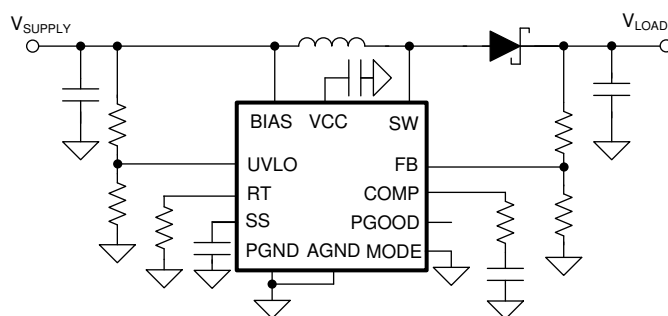 VSUPPLY
VLOAD
BIAS VCC SW
UVLO FB
RT COMP
SS PGOOD
PGND AGND MODE